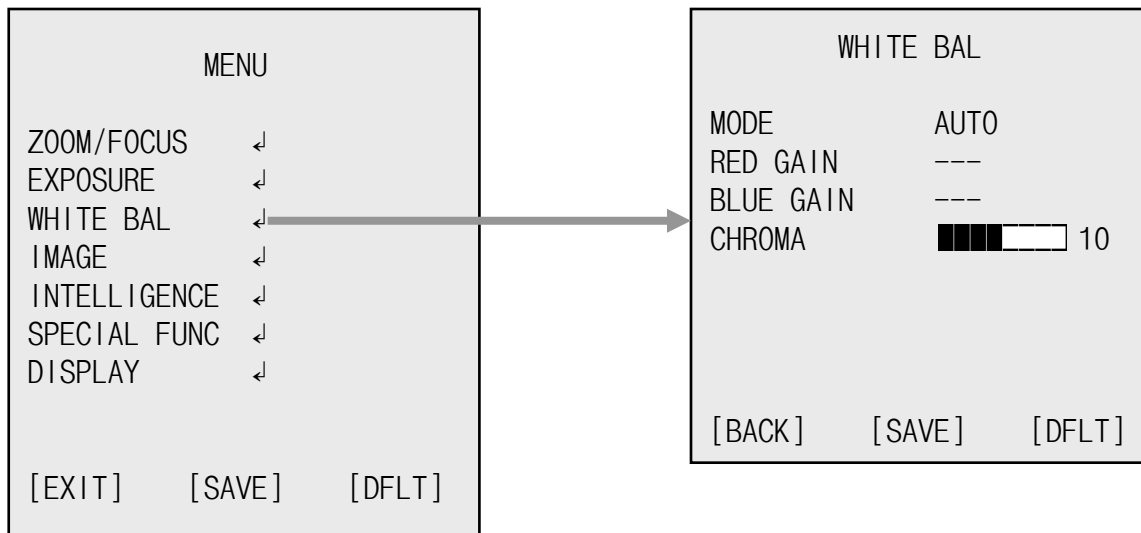 MENU
ZOOM/FOCUS ↲
EXPOSURE ↲
WHITE BAL ↲
IMAGE ↲
INTELLIGENCE ↲
SPECIAL FUNC ↲
DISPLAY ↲
[EXIT] [SAVE] [DFLT]
WHITE BAL
MODE AUTO
RED GAIN ---
BLUE GAIN ---
CHROMA 10
[BACK] [SAVE] [DFLT]